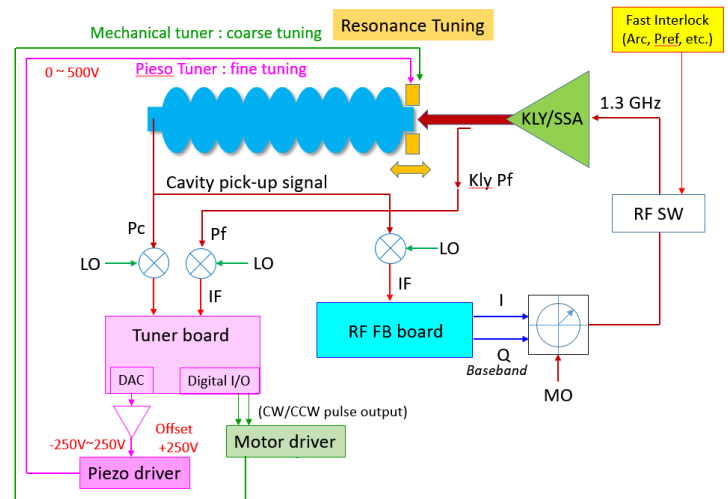 Mechanical tuner : coarse tuning
Resonance Tuning
Fast Interlock
(Arc, Pref, etc.)
0 ~ 500V
Pieso Tuner : fine tuning
KLY/SSA
1.3 GHz
Cavity pick-up signal
Kly Pf
RF SW
Pc
Pf
LO
LO
LO
IF
IF
Tuner board
RF FB board
I
Q
Baseband
MO
DAC
Digital I/O
(CW/CCW pulse output)
-250V~250V
Offset
+250V
Motor driver
Piezo driver